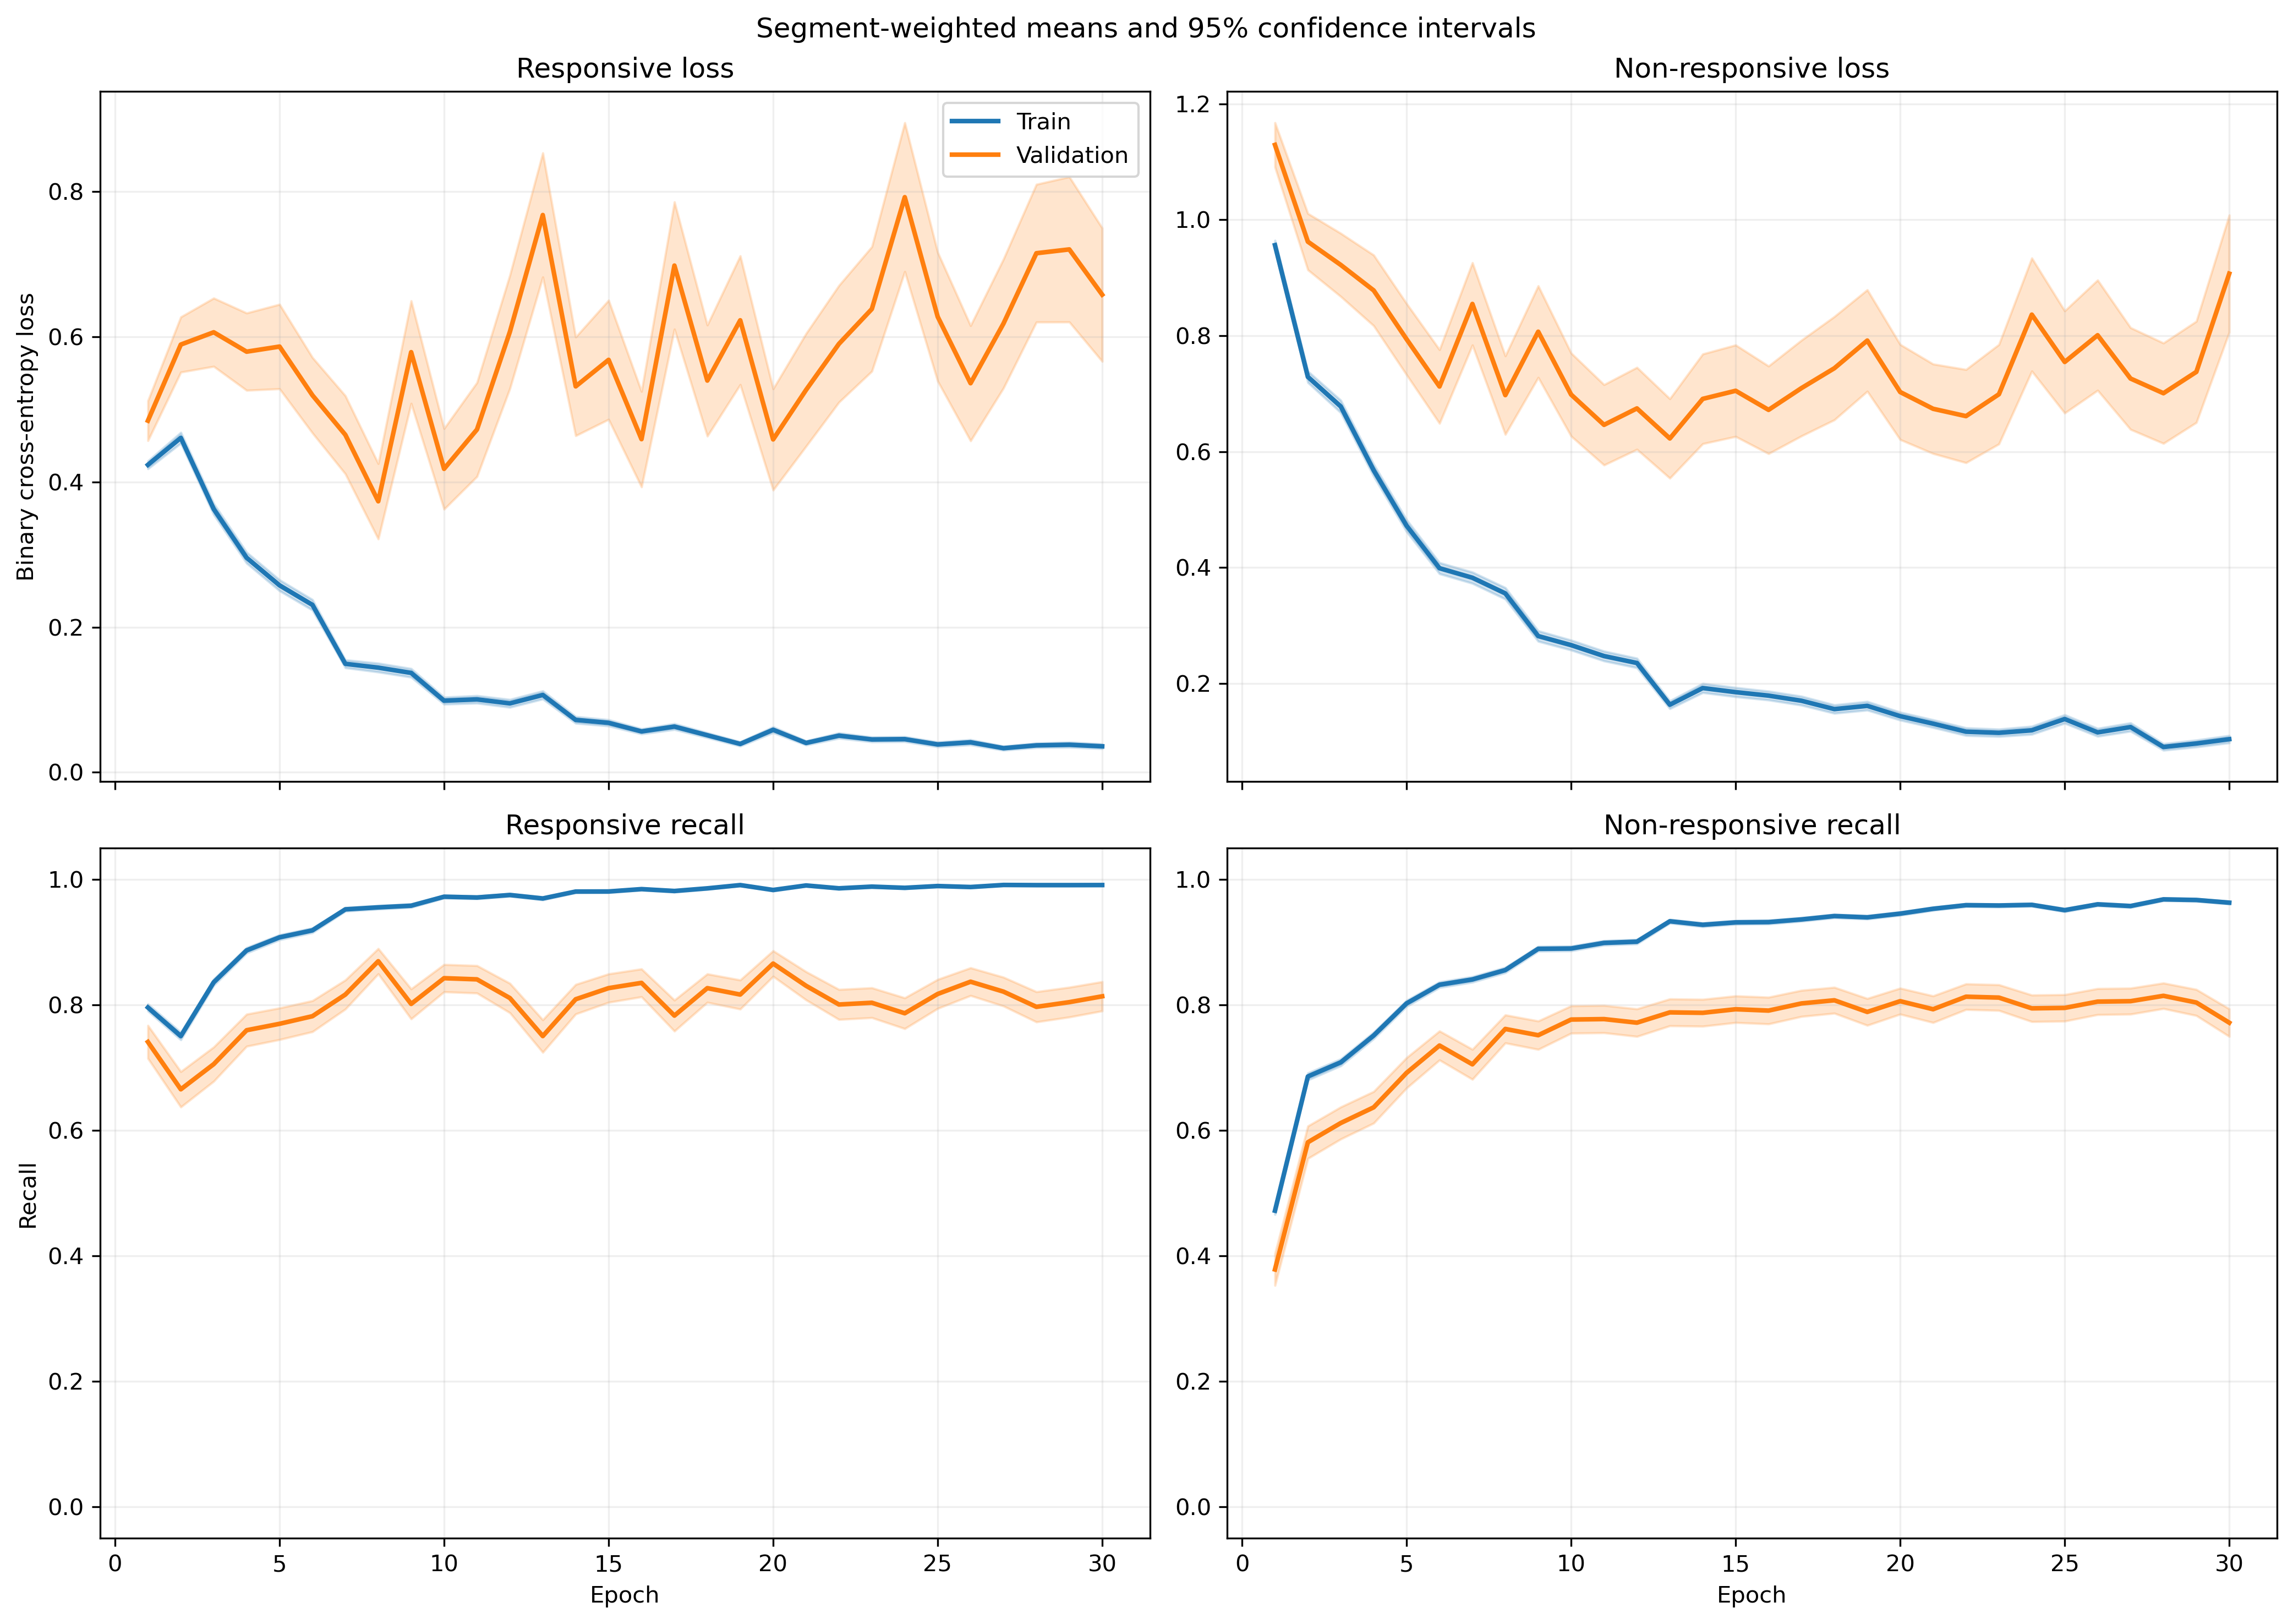 Segment-weighted means and 95% confidence intervals
Responsive loss
Non-responsive loss
Train
Validation
Binary cross-entropy loss
0.8
0.6
0.4
0.2
0.0
1.2
1.0
0.8
0.6
0.4
0.2
Responsive recall
Non-responsive recall
Recall
1.0
0.8
0.6
0.4
0.2
0.0
0 5 10 15 20 25 30
Epoch
1.0
0.8
0.6
0.4
0.2
0.0
0 5 10 15 20 25 30
Epoch